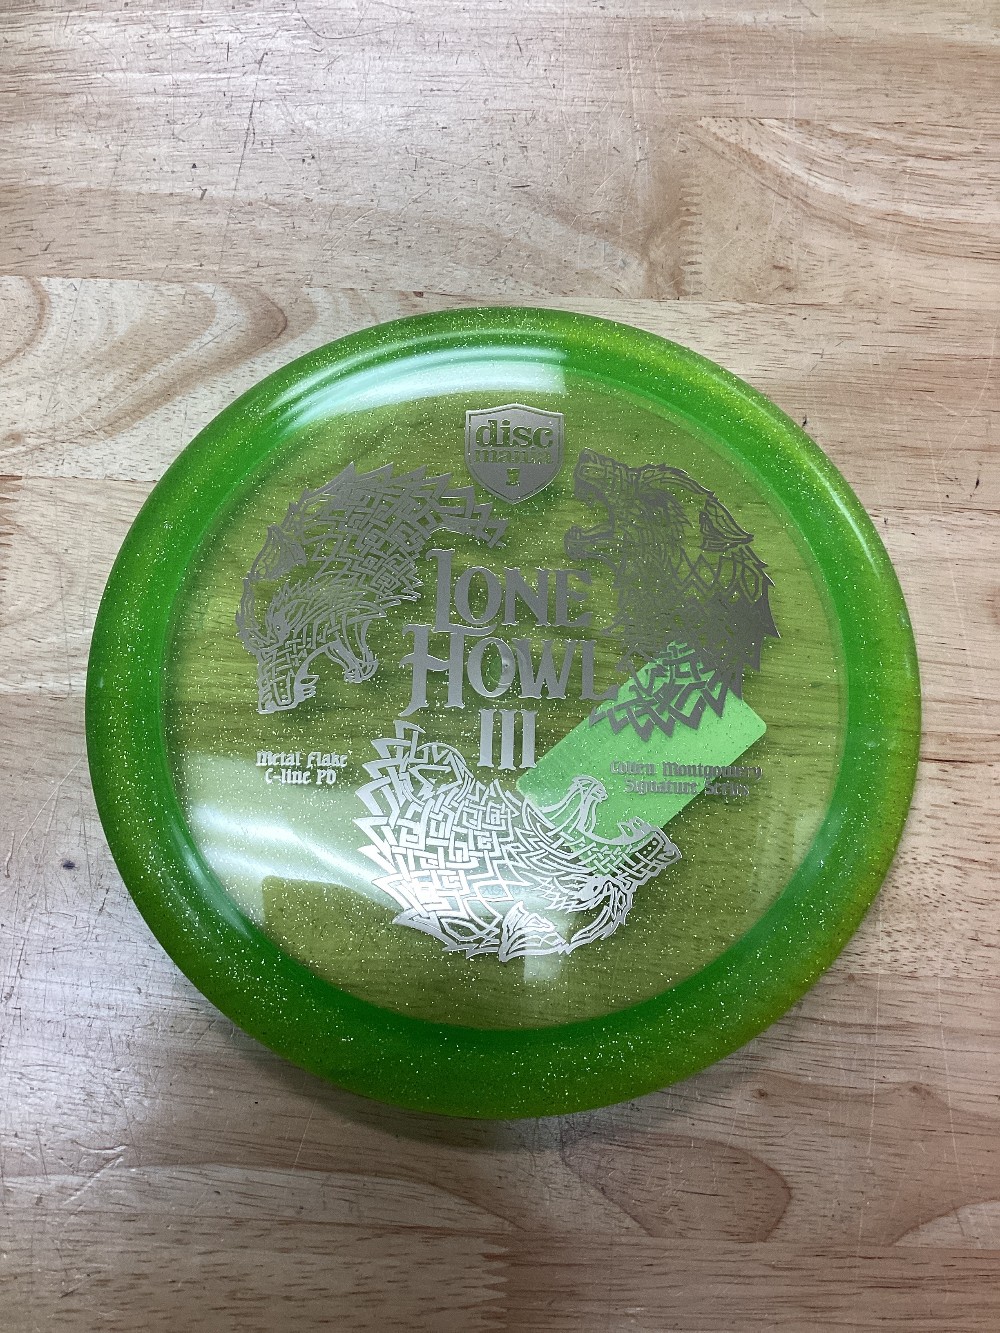 disc
mania
LONE
HOWL
III
Metal Flake
C-line PD
Colten Montgomery
Signature Series